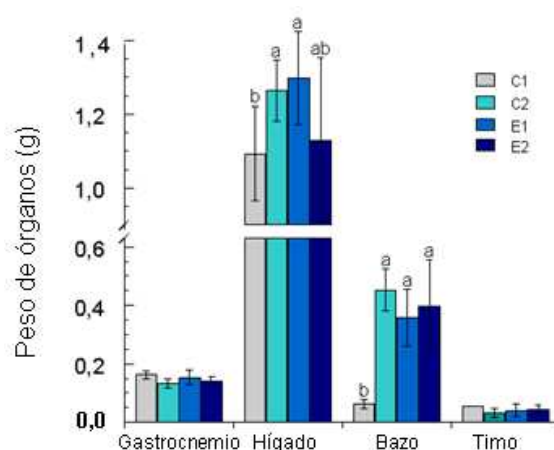 Peso de órganos (g)
1,4
1,2
1,0
0,6
0,4
0,2
0,0
b
a
a
ab
b
a
a
a
C1
C2
E1
E2
Gastrocnemio Hígado Bazo Timo